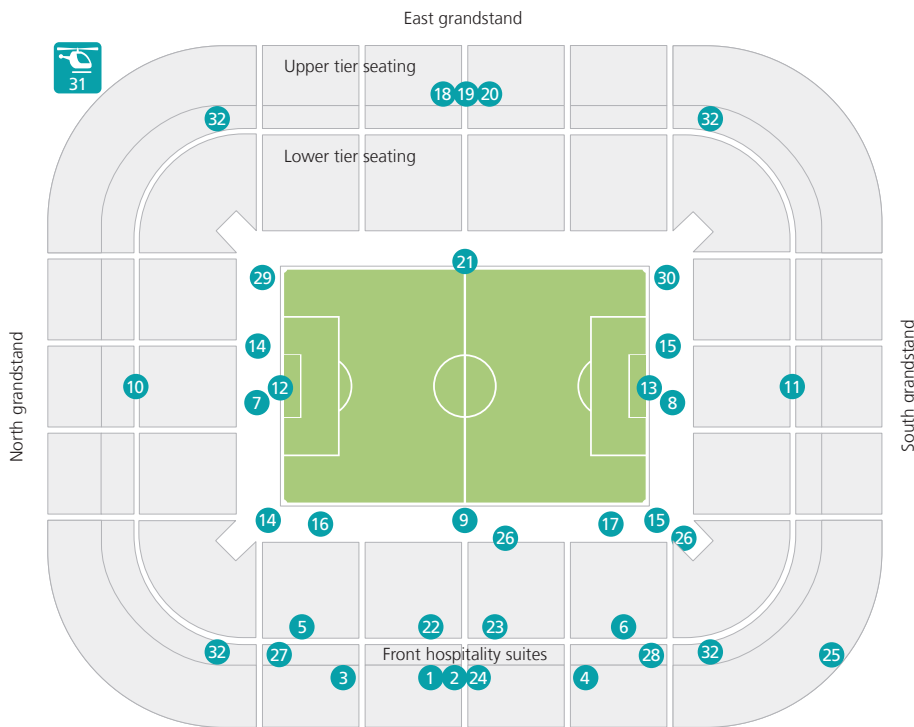 East grandstand
31
Upper tier seating
18 19 20
32 32
Lower tier seating
21
29 30
14 15
North grandstand
10 12 13 11
7 8
South grandstand
14 16 9 17 15
26 26
5 22 23 6
32 27 Front hospitality suites 28 32 25
3 1 2 24 4